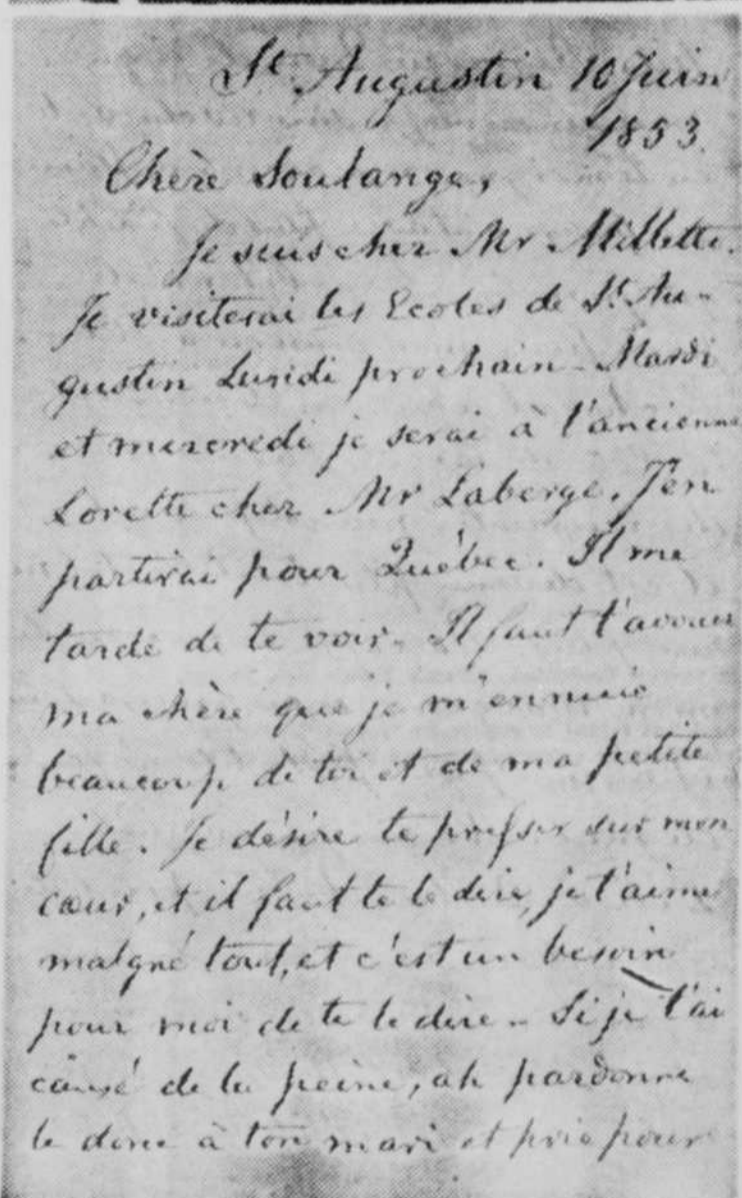 St. Augustin 10 Juin
1853.
Chère Soulange,
Je suis chez Mr Millette.
Je visiterai les Ecoles de St. Au-
gustin Lundi prochain - Mardi
et mercredi je serai à l'ancienne
Lorette chez Mr Laberge. J'en
partirai pour Québec. Il me
tarde de te voir. Il faut t'avouer
ma chère que je m'ennuie
beaucoup de toi et de ma petite
fille. Je désire te presser sur mon
cœur, et il faut te le dire, je t'aime
malgré tout, et c'est un besoin
pour moi de te le dire - Si je t'ai
causé de la peine, ah pardonne
le donc à ton mari et prie pour